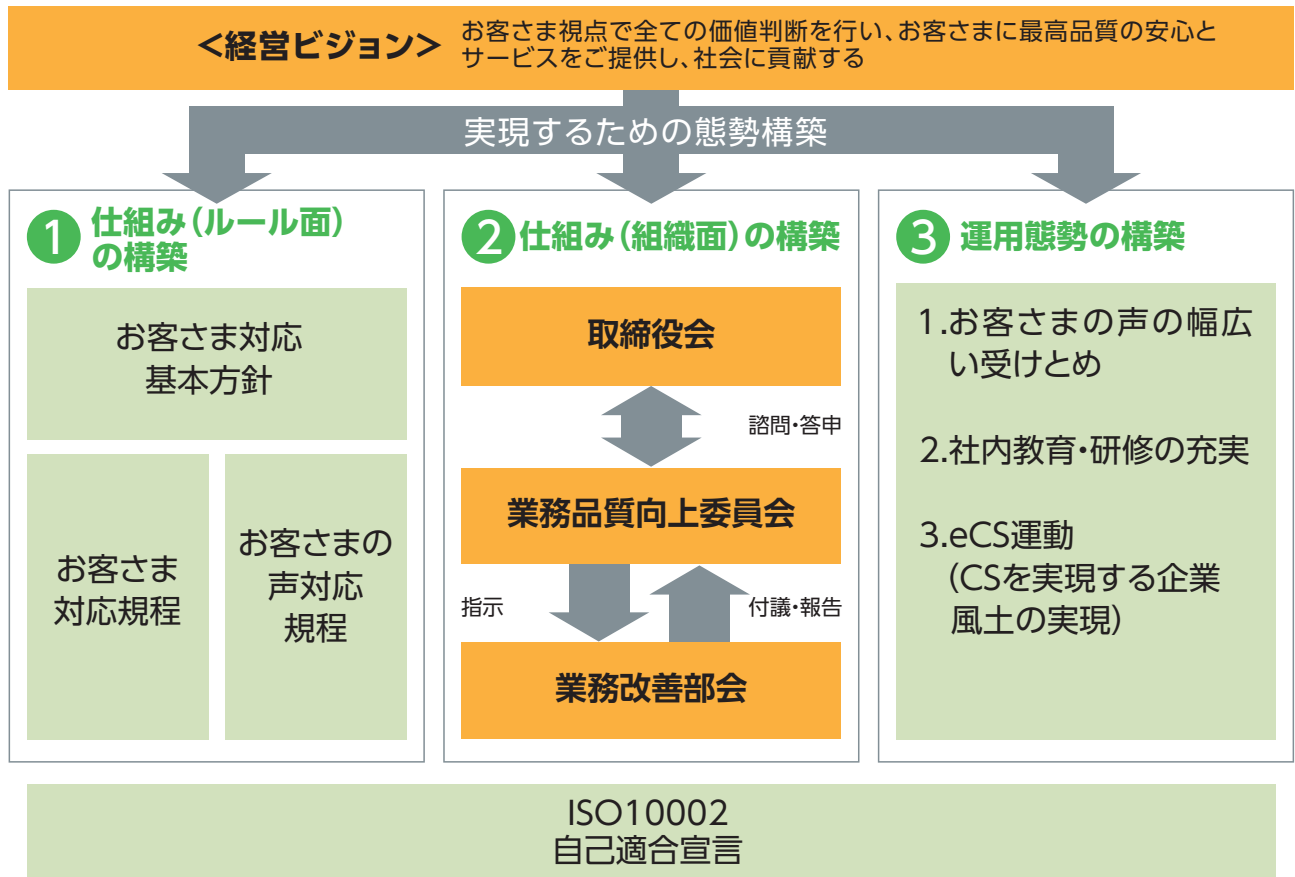 <経営ビジョン>
お客さま視点で全ての価値判断を行い、お客さまに最高品質の安心と
サービスをご提供し、社会に貢献する
実現するための態勢構築
1 仕組み(ルール面)
の構築
お客さま対応
基本方針
お客さま
対応規程
お客さまの
声対応
規程
2 仕組み(組織面)の構築
取締役会
諮問・答申
業務品質向上委員会
指示
付議・報告
業務改善部会
3 運用態勢の構築
1.お客さまの声の幅広
い受けとめ
2.社内教育・研修の充実
3.eCS運動
(CSを実現する企業
風土の実現)
ISO10002
自己適合宣言